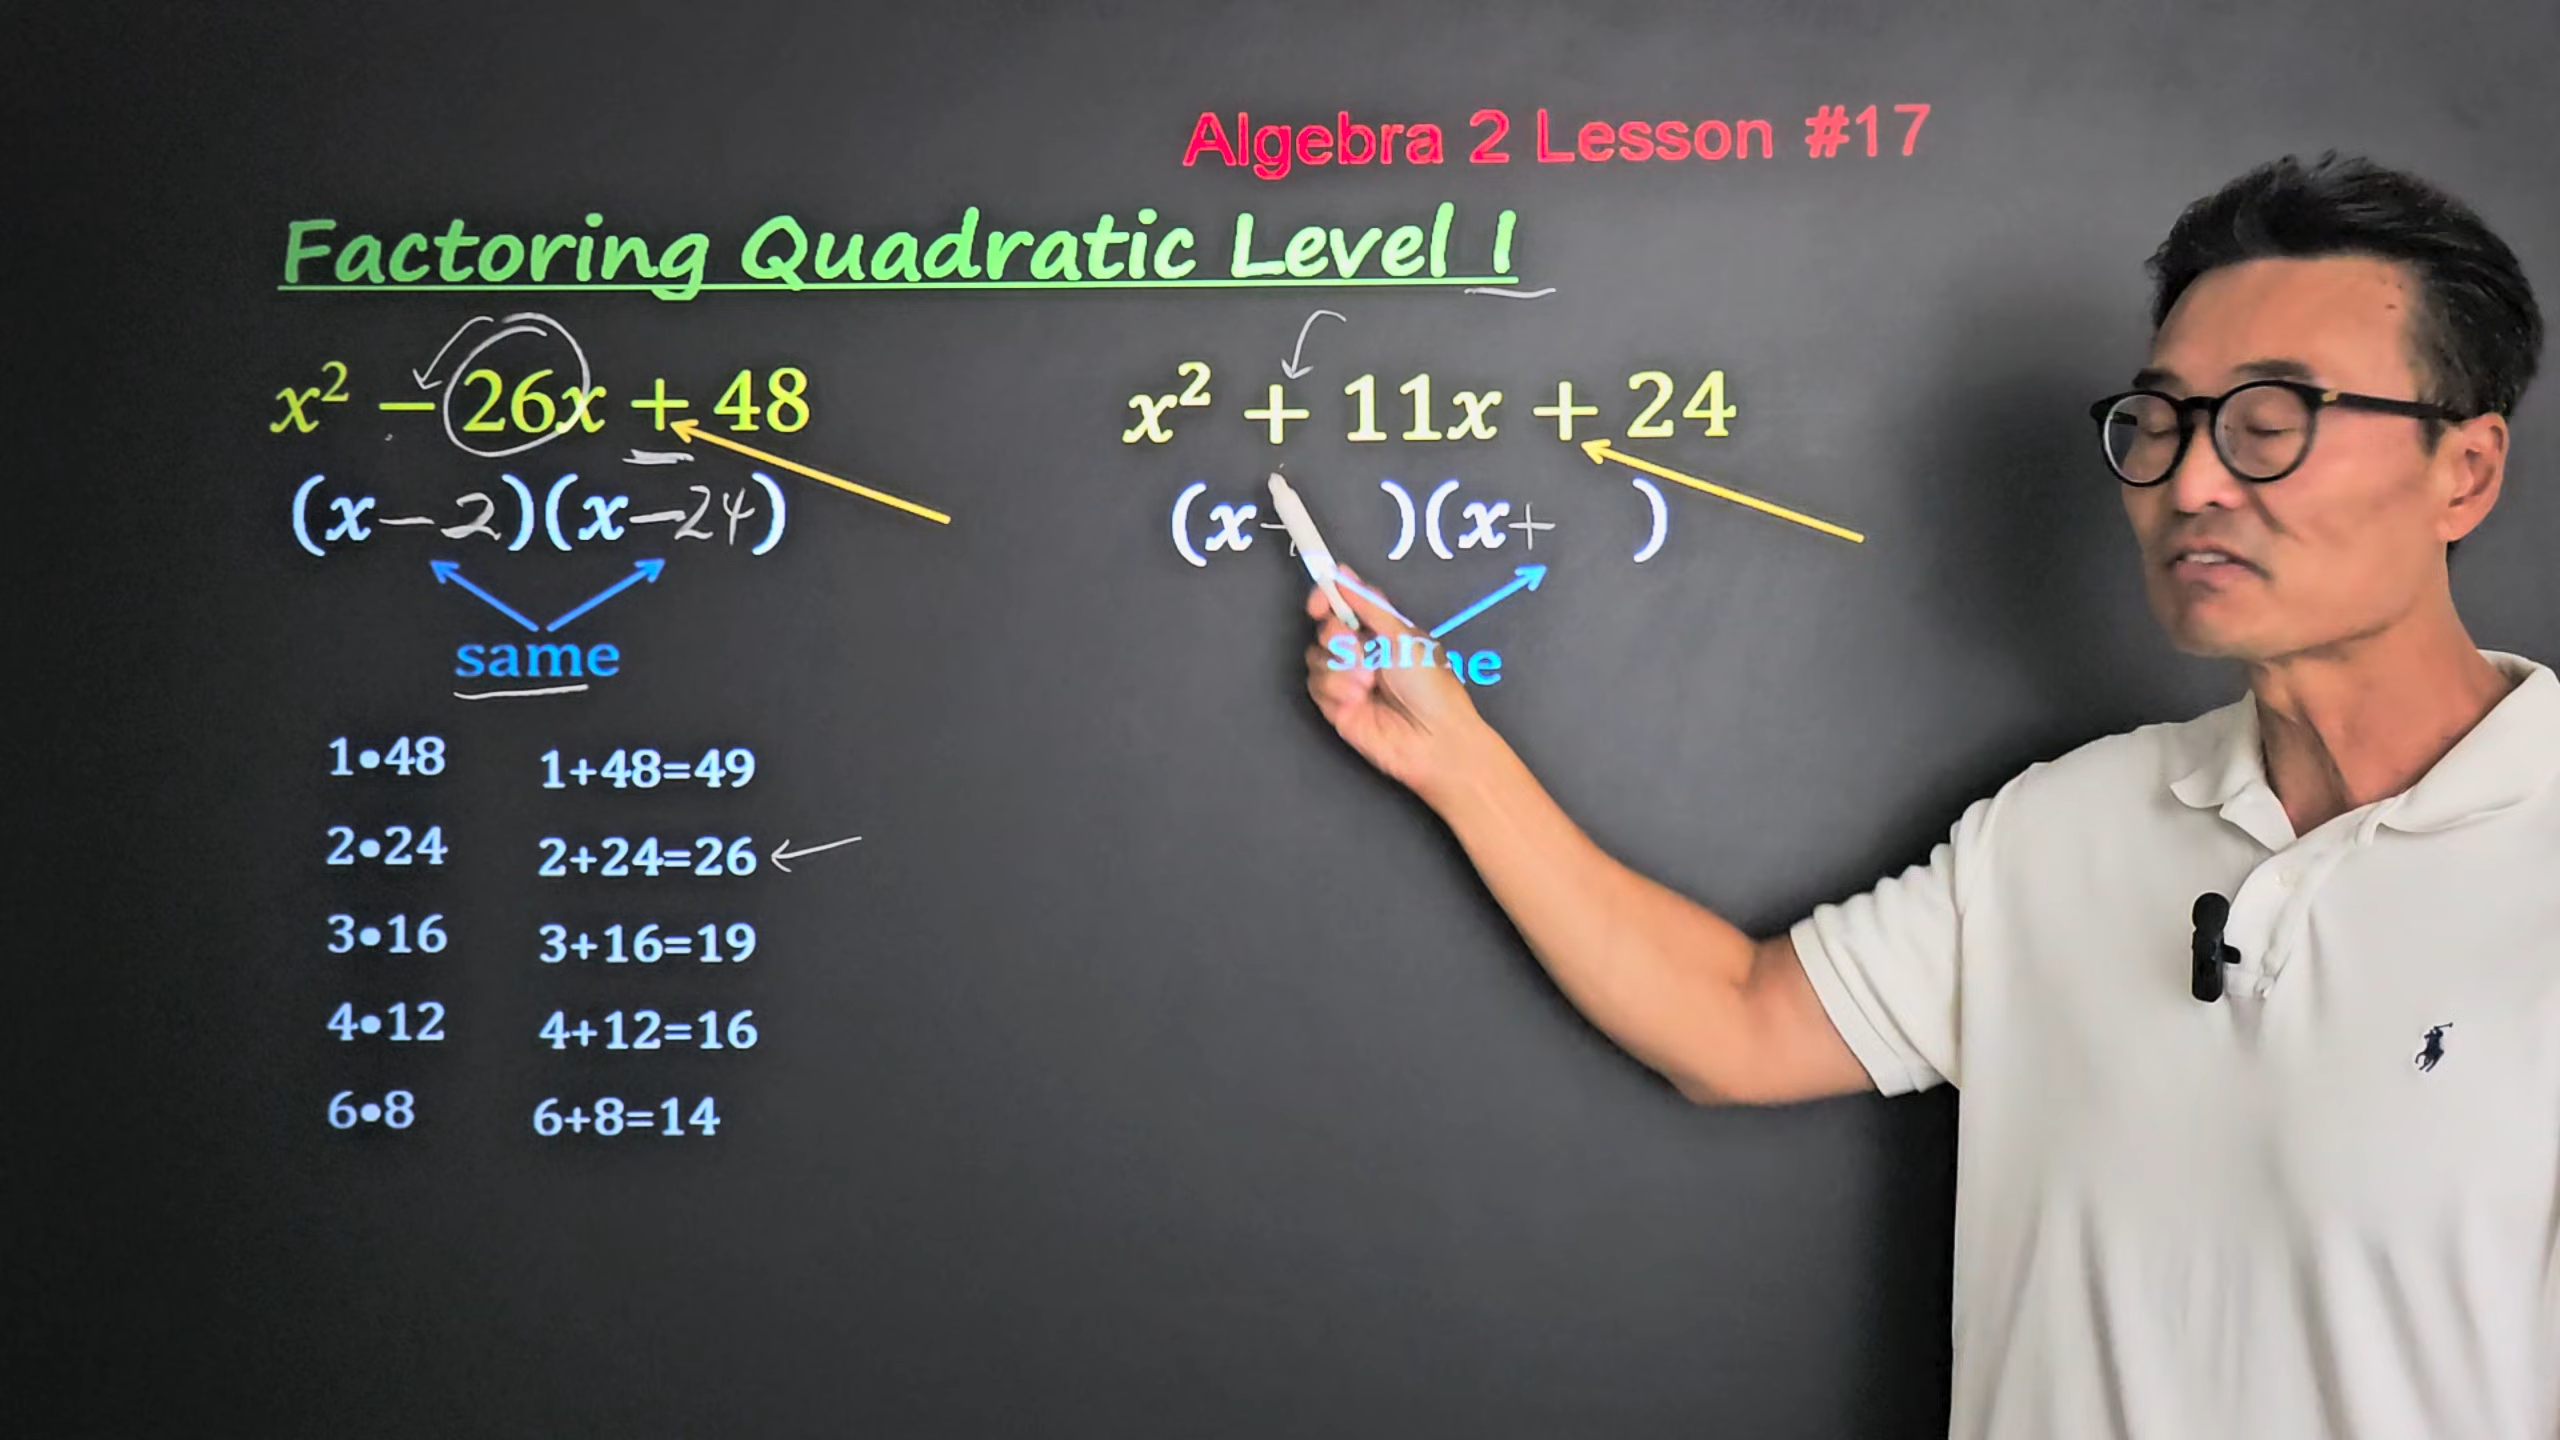 Algebra 2 Lesson #17
Factoring Quadratic Level I
x² − 26x + 48
(x − 2)(x − 24)
same
1•48 1+48=49
2•24 2+24=26
3•16 3+16=19
4•12 4+12=16
6•8 6+8=14
x² + 11x + 24
(x+ )(x+ )
same